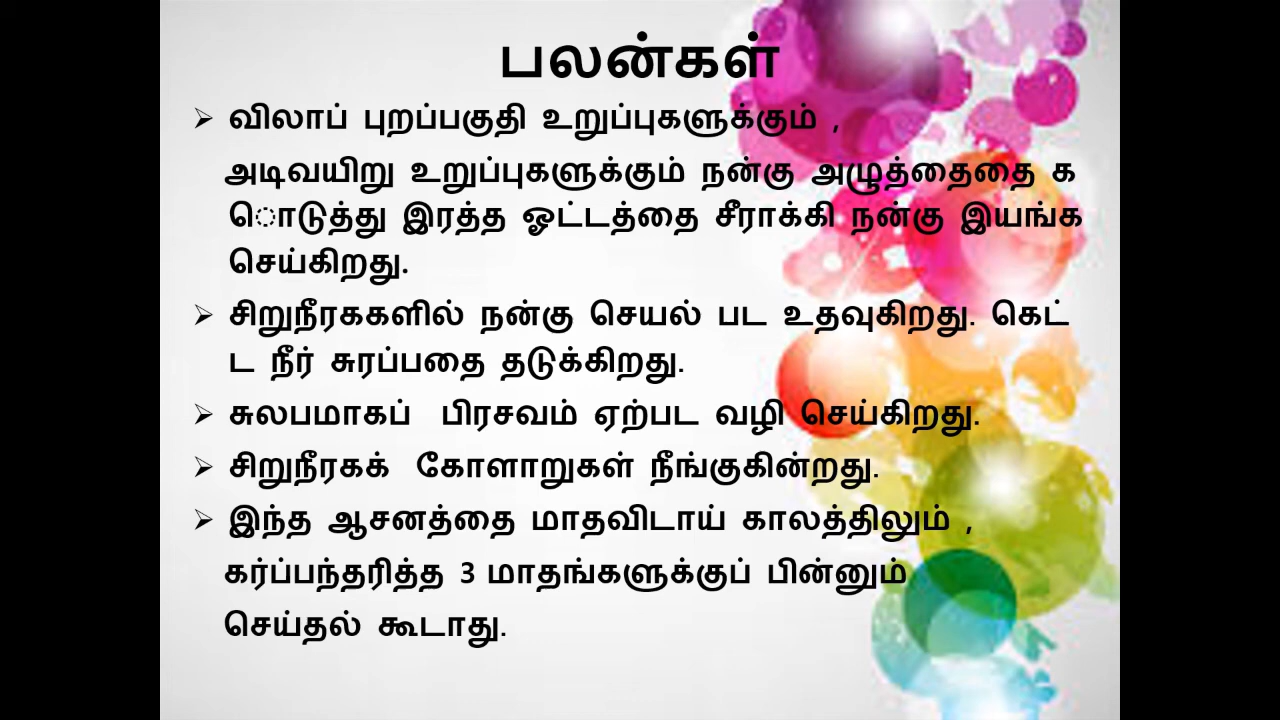 பலன்கள்
➢ விலாப் புறப்பகுதி உறுப்புகளுக்கும் ,
அடிவயிறு உறுப்புகளுக்கும் நன்கு அழுத்தைதை க
ொடுத்து இரத்த ஓட்டத்தை சீராக்கி நன்கு இயங்க
செய்கிறது.
➢ சிறுநீரககளில் நன்கு செயல் பட உதவுகிறது. கெட்
ட நீர் சுரப்பதை தடுக்கிறது.
➢ சுலபமாகப் பிரசவம் ஏற்பட வழி செய்கிறது.
➢ சிறுநீரகக் கோளாறுகள் நீங்குகின்றது.
➢ இந்த ஆசனத்தை மாதவிடாய் காலத்திலும் ,
கர்ப்பந்தரித்த 3 மாதங்களுக்குப் பின்னும்
செய்தல் கூடாது.